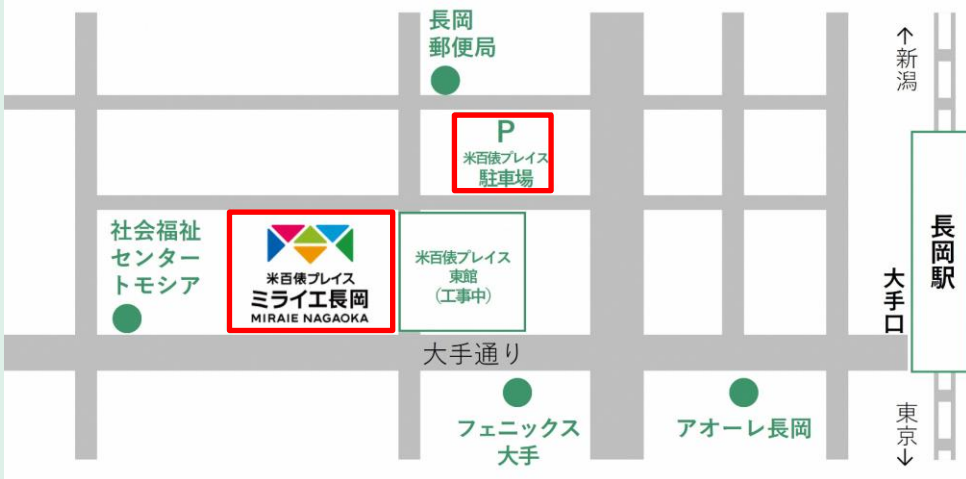 長岡
郵便局
↑新潟
P
米百俵プレイス
駐車場
社会福祉
センター
トモシア
米百俵プレイス
ミライエ長岡
MIRAIE NAGAOKA
米百俵プレイス
東館
(工事中)
長岡駅
大手口
大手通り
フェニックス
大手
アオーレ長岡
東京↓